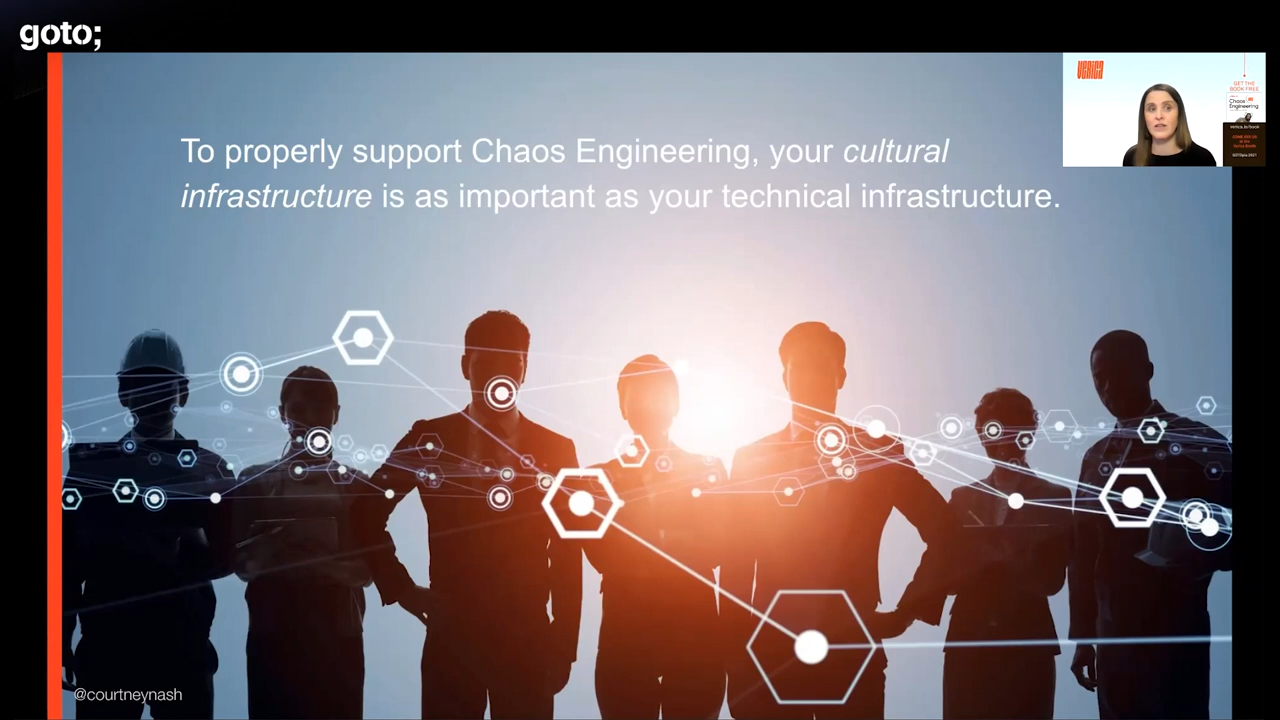 goto;
VERICA
GET THE
BOOK FREE
Chaos
Engineering
To properly support Chaos Engineering, your cultural
infrastructure is as important as your technical infrastructure.
@courtneynash